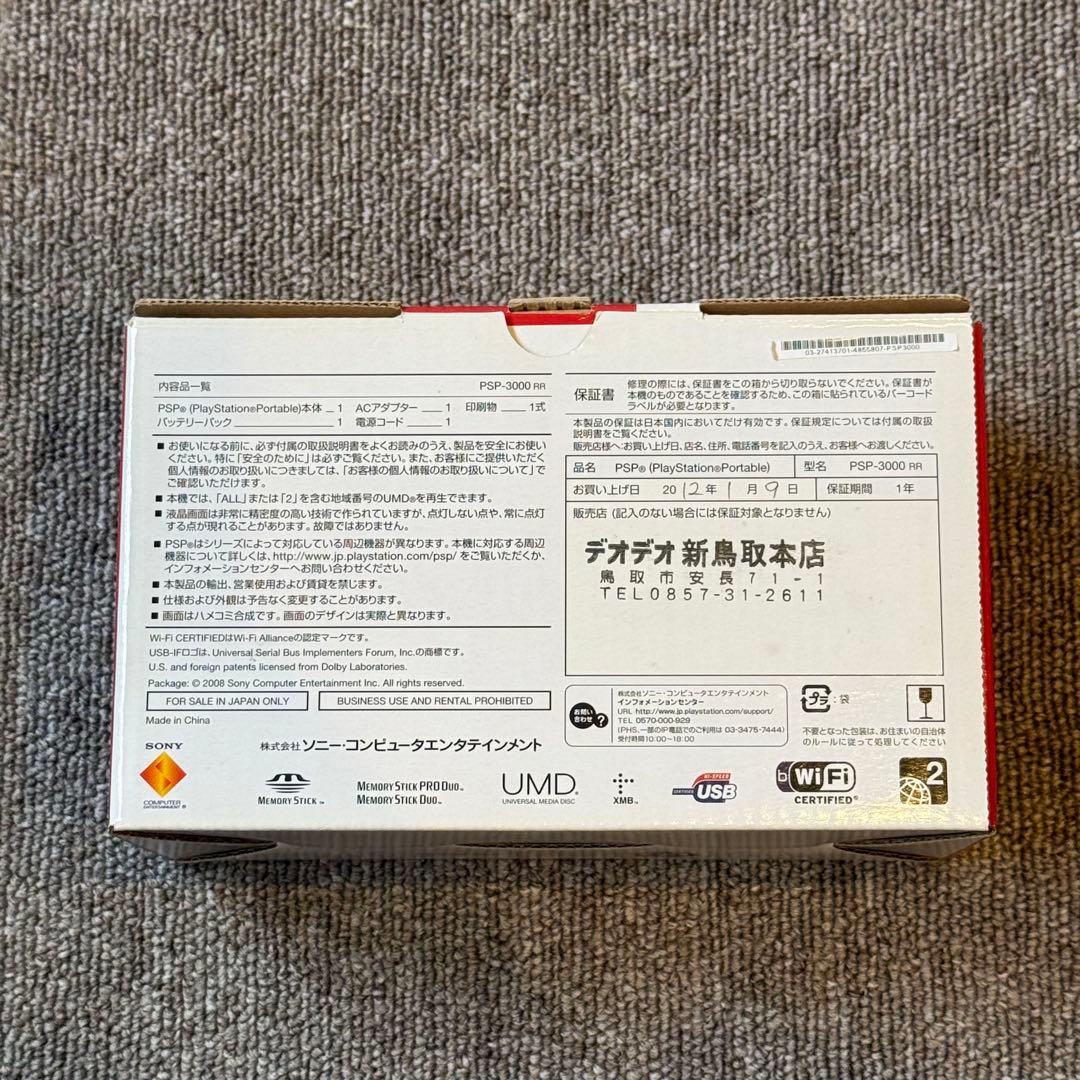 03-27413701-4855807-PSP3000
内容品一覧 PSP-3000 RR
PSP® (PlayStation®Portable)本体 1 ACアダプター 1 印刷物 1式
バッテリーパック 1 電源コード 1
■ お使いになる前に、必ず付属の取扱説明書をよくお読みのうえ、製品を安全にお使い
ください。特に「安全のために」は必ずご覧ください。また、お客様にご提供いただく
個人情報のお取り扱いにつきましては、「お客様の個人情報のお取り扱いについて」で
ご確認いただけます。
■ 本機では、「ALL」または「2」を含む地域番号のUMD®を再生できます。
■ 液晶画面は非常に精密度の高い技術で作られていますが、点灯しない点や、常に点灯
する点が現れることがあります。故障ではありません。
■ PSP®はシリーズによって対応している周辺機器が異なります。本機に対応する周辺
機器について詳しくは、http://www.jp.playstation.com/psp/ をご覧いただくか、
インフォメーションセンターへお問い合わせください。
■ 本製品の輸出、営業使用および賃貸を禁じます。
■ 仕様および外観は予告なく変更することがあります。
■ 画面はハメコミ合成です。画面のデザインは実際と異なります。
Wi-Fi CERTIFIEDはWi-Fi Allianceの認定マークです。
USB-IFロゴは、Universal Serial Bus Implementers Forum, Inc.の商標です。
U.S. and foreign patents licensed from Dolby Laboratories.
Package: © 2008 Sony Computer Entertainment Inc. All rights reserved.
FOR SALE IN JAPAN ONLY
BUSINESS USE AND RENTAL PROHIBITED
Made in China
保証書
修理の際には、保証書をこの箱から切り取らないでください。保証書が
本機のものであることを確認するため、この箱に貼られているバーコード
ラベルが必要となります。
本製品の保証は日本国内においてだけ有効です。保証規定については付属の取扱
説明書をご覧ください。
販売店様へ:お買い上げ日、店名、住所、電話番号を記入のうえ、お客様へお渡しください。
品名 PSP® (PlayStation®Portable) 型名 PSP-3000 RR
お買い上げ日 2012年1月9日 保証期間 1年
販売店 (記入のない場合には保証対象となりません)
デオデオ新鳥取本店
鳥取市安長71-1
TEL0857-31-2611
お問い合わせ?
株式会社ソニー・コンピュータエンタテインメント
インフォメーションセンター
URL http://www.jp.playstation.com/support/
TEL 0570-000-929
(PHS、一部のIP電話でのご利用は 03-3475-7444)
受付時間10:00~18:00
プラ : 袋
不要となった包装は、お住まいの自治体
のルールに従って処理してください
SONY
COMPUTER
ENTERTAINMENT®
株式会社 ソニー・コンピュータエンタテインメント
MEMORY STICK™
MEMORY STICK PRO DUO™
MEMORY STICK DUO™
UMD®
UNIVERSAL MEDIA DISC
XMB™
HI-SPEED
CERTIFIED USB
b Wi Fi
CERTIFIED®
2